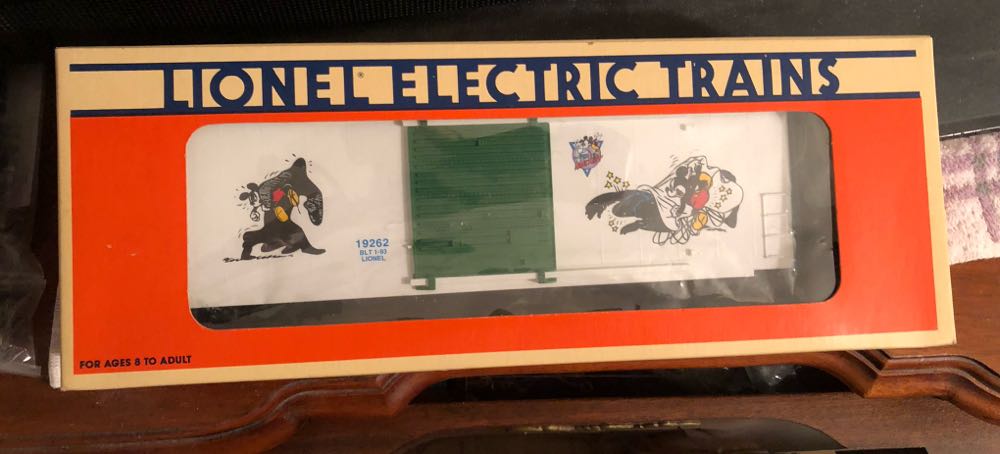 LIONEL® ELECTRIC TRAINS
19262
BLT 1-93
LIONEL
FOR AGES 8 TO ADULT